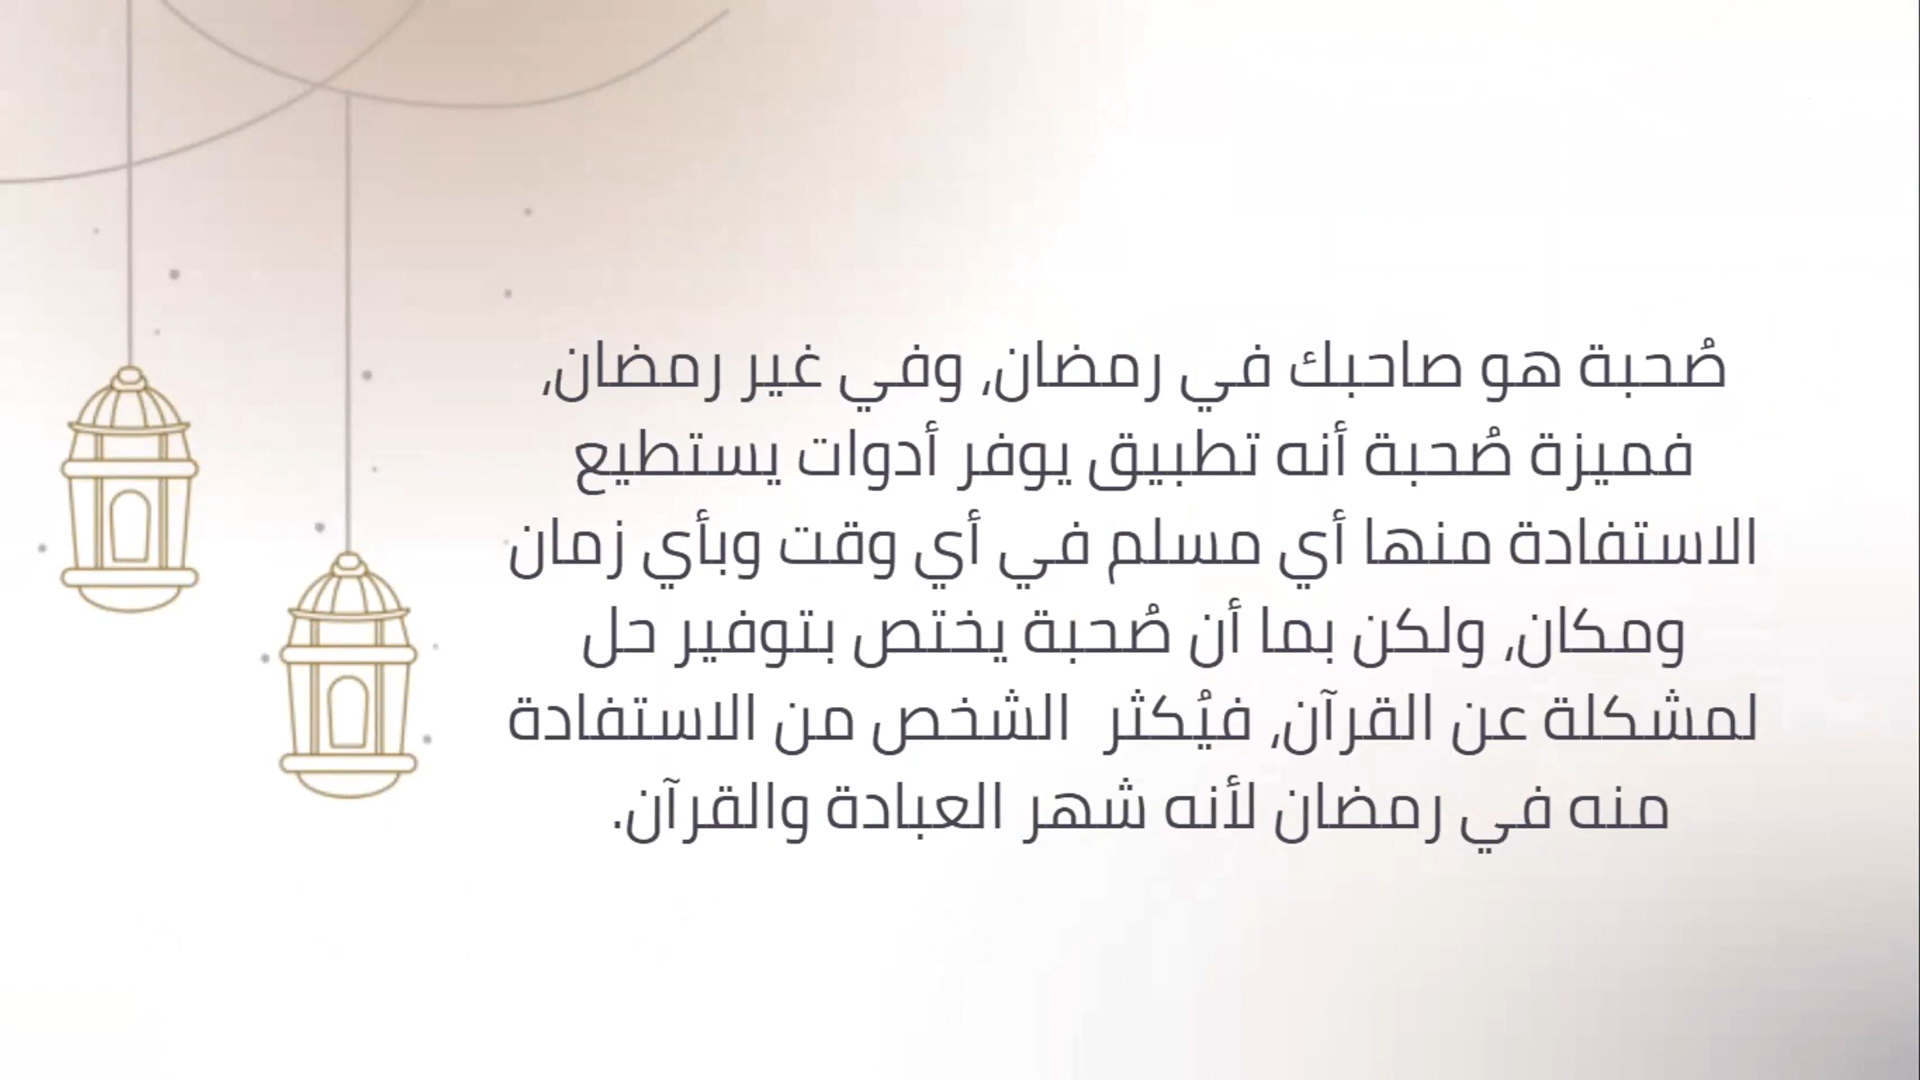 صُحبة هو صاحبك في رمضان، وفي غير رمضان،
فميزة صُحبة أنه تطبيق يوفر أدوات يستطيع
الاستفادة منها أي مسلم في أي وقت وبأي زمان
ومكان، ولكن بما أن صُحبة يختص بتوفير حل
لمشكلة عن القرآن، فيُكثر الشخص من الاستفادة
منه في رمضان لأنه شهر العبادة والقرآن.